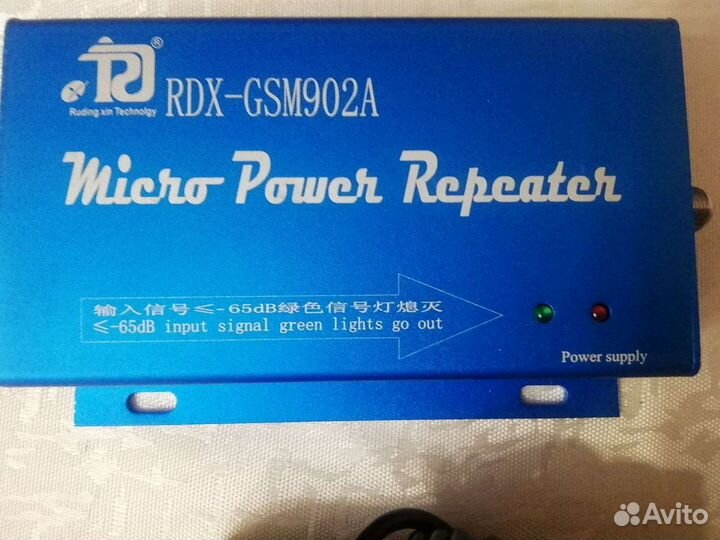 ®
Ruding xin Technolgy
RDX-GSM902A
Micro Power Repeater
输入信号≤-65dB绿色信号灯熄灭
≤-65dB input signal green lights go out
Power supply
Avito